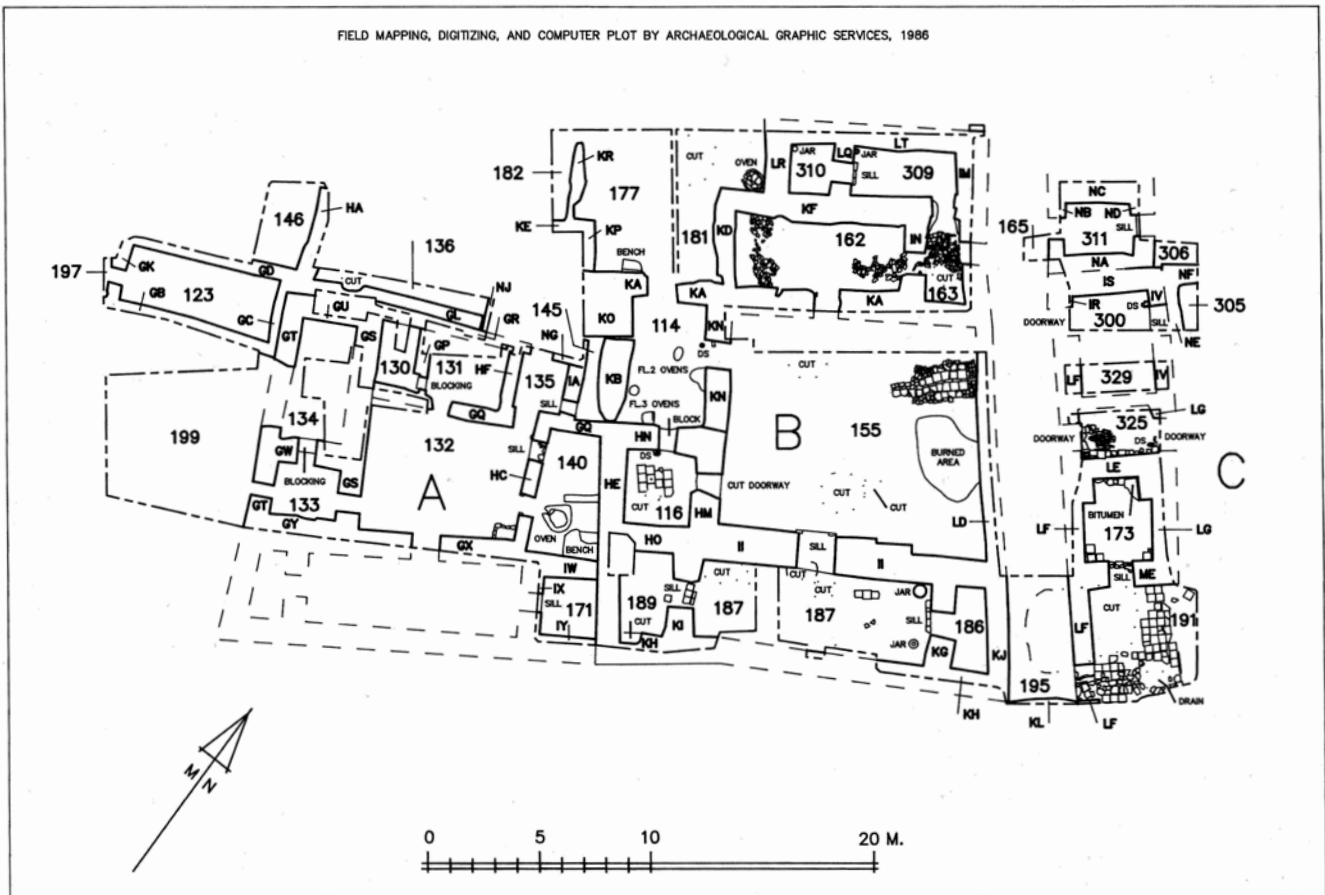 FIELD MAPPING, DIGITIZING, AND COMPUTER PLOT BY ARCHAEOLOGICAL GRAPHIC SERVICES, 1986
KR
182
177
KE
KP
BENCH
KA
KO
CUT
OVEN
LR
JAR
310
LQ
JAR
SILL
LT
309
IM
KF
KD
181
162
IN
CUT
163
KA
KA
KN
165
NC
NB
ND
SILL
311
NA
306
IS
NF
IR
DS
IV
SILL
305
DOORWAY
300
NE
LF
329
IV
LG
325
DOORWAY
DS
DOORWAY
LE
BITUMEN
LF
173
LG
C
SILL
ME
CUT
191
LF
DRAIN
LF
146
HA
136
197
GK
GD
CUT
123
GB
GC
GT
GU
GS
GL
NJ
GR
145
NG
130
GP
131
HF
BLOCKING
GQ
135
IA
SILL
KB
114
DS
FL.2 OVENS
FL.3 OVENS
BLOCK
KN
CUT
B
155
BURNED
AREA
199
134
GW
BLOCKING
GS
133
GT
GY
132
A
SILL
HC
GX
GQ
140
OVEN
BENCH
HN
DS
HE
CUT
116
HM
CUT DOORWAY
CUT
CUT
LD
HO
II
SILL
II
IW
IX
SILL
171
IY
189
SILL
CUT
KH
KI
CUT
187
CUT
CUT
187
JAR
SILL
JAR
KG
186
KJ
KH
195
KL
M
N
0 5 10 20 M.